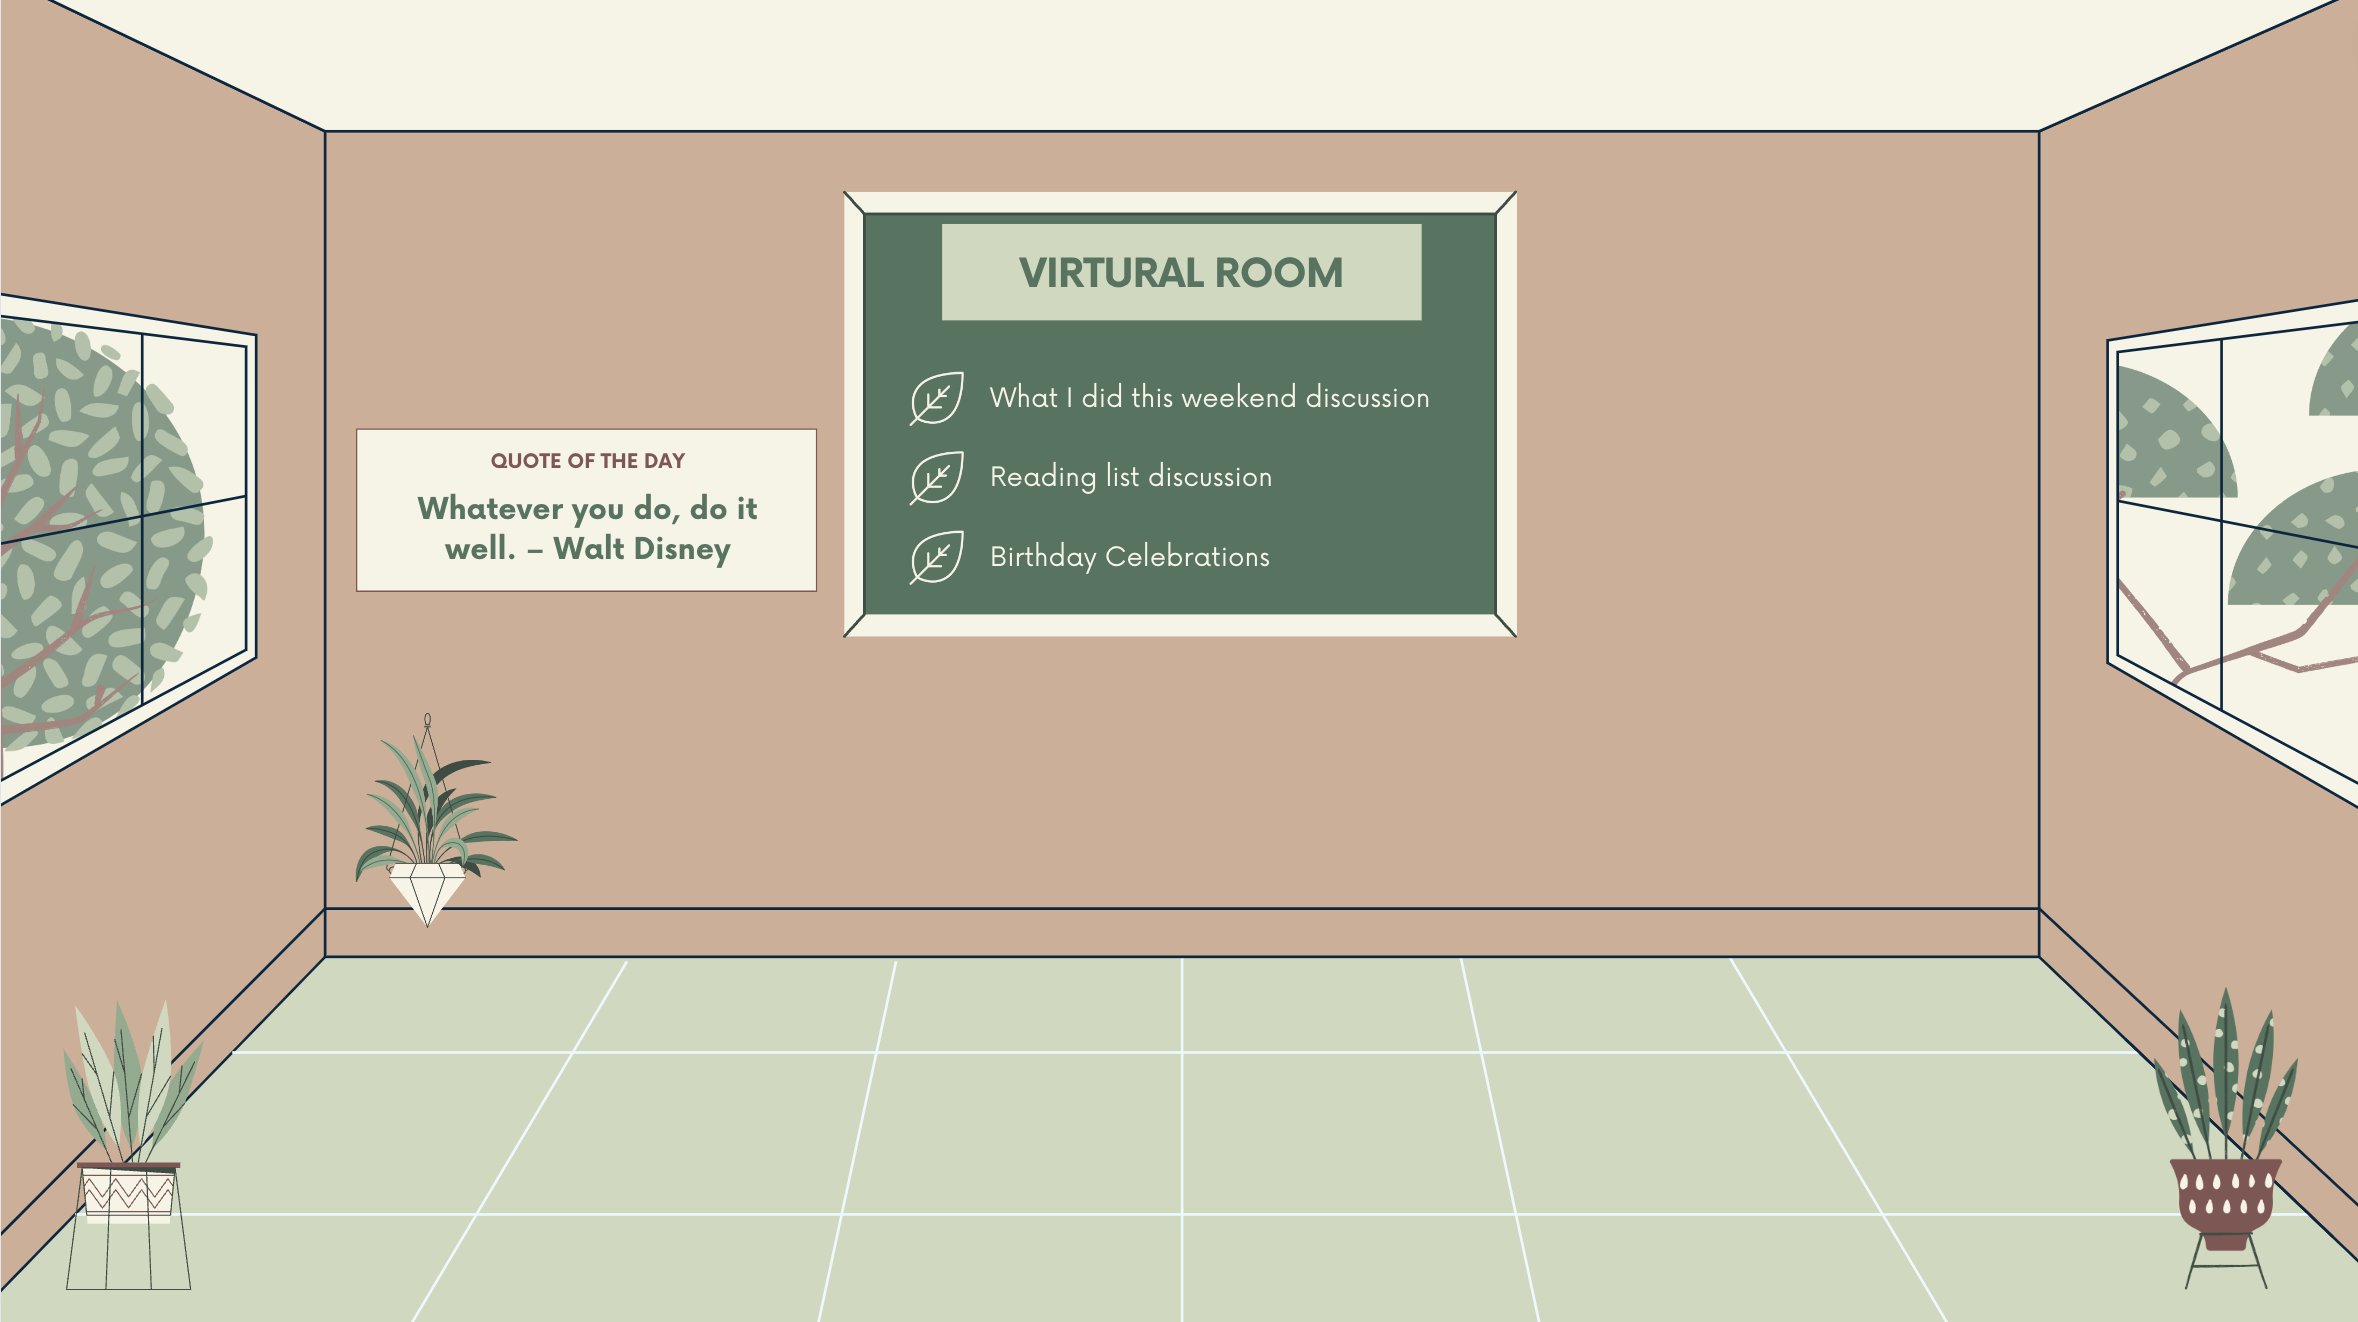 VIRTURAL ROOM
What I did this weekend discussion
Reading list discussion
Birthday Celebrations
QUOTE OF THE DAY
Whatever you do, do it
well. – Walt Disney